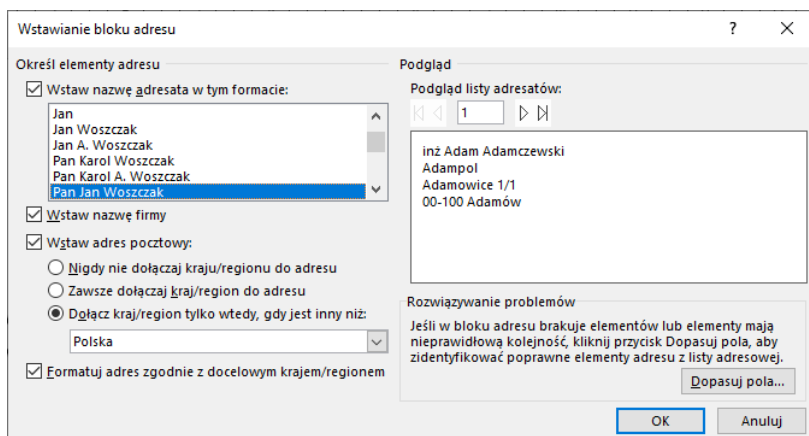 Wstawianie bloku adresu
Określ elementy adresu
Wstaw nazwę adresata w tym formacie:
Jan
Jan Woszczak
Jan A. Woszczak
Pan Karol Woszczak
Pan Karol A. Woszczak
Pan Jan Woszczak
Wstaw nazwę firmy
Wstaw adres pocztowy:
Nigdy nie dołączaj kraju/regionu do adresu
Zawsze dołączaj kraj/region do adresu
Dołącz kraj/region tylko wtedy, gdy jest inny niż:
Polska
Formatuj adres zgodnie z docelowym krajem/regionem
Podgląd
Podgląd listy adresatów:
1
inż Adam Adamczewski
Adampol
Adamowice 1/1
00-100 Adamów
Rozwiązywanie problemów
Jeśli w bloku adresu brakuje elementów lub elementy mają
nieprawidłową kolejność, kliknij przycisk Dopasuj pola, aby
zidentyfikować poprawne elementy adresu z listy adresowej.
Dopasuj pola...
OK
Anuluj